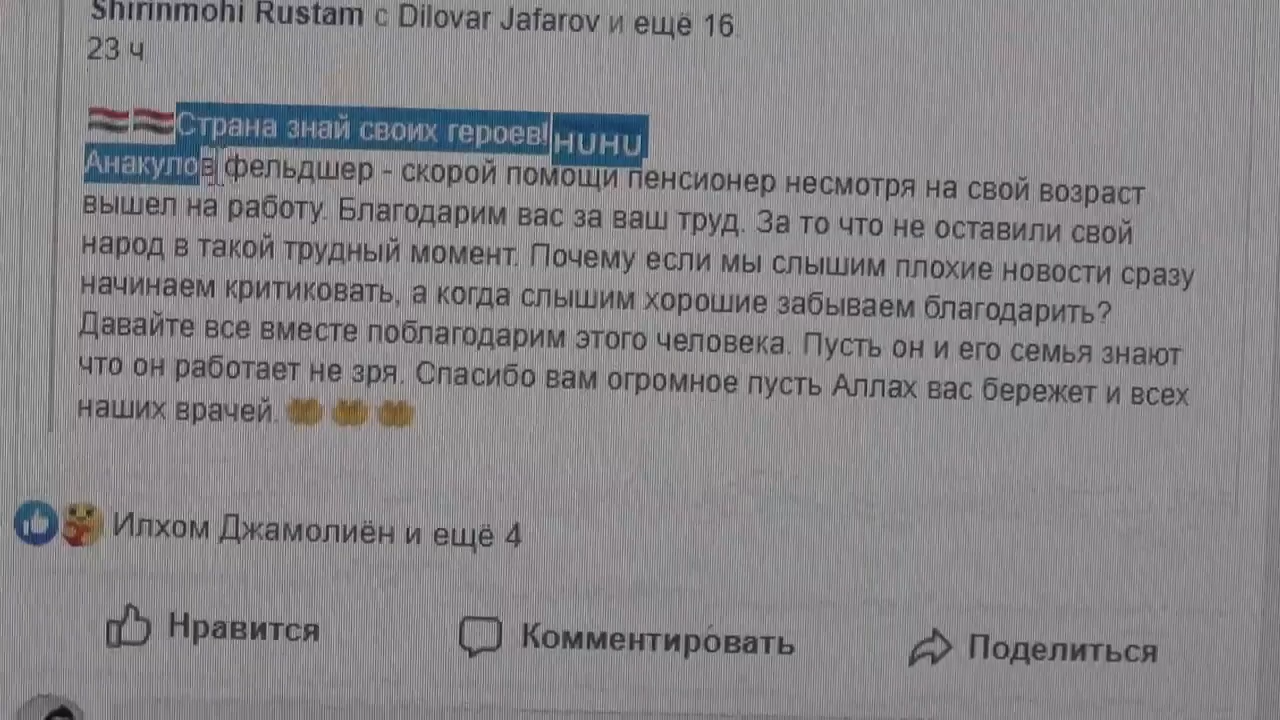 Shirinmohi Rustam с Dilovar Jafarov и ещё 16
23 ч
Страна знай своих героев! HUHU
Анакулов фельдшер - скорой помощи пенсионер несмотря на свой возраст
вышел на работу. Благодарим вас за ваш труд. За то что не оставили свой
народ в такой трудный момент. Почему если мы слышим плохие новости сразу
начинаем критиковать, а когда слышим хорошие забываем благодарить?
Давайте все вместе поблагодарим этого человека. Пусть он и его семья знают
что он работает не зря. Спасибо вам огромное пусть Аллах вас бережет и всех
наших врачей.
Илхом Джамолиён и ещё 4
Нравится
Комментировать
Поделиться